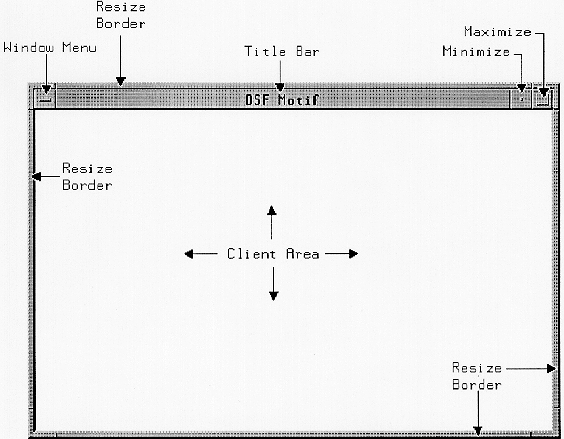 Resize
Border
Maximize
Window Menu
Title Bar
Minimize
OSF Motif
Resize
Border
Client Area
Resize
Border